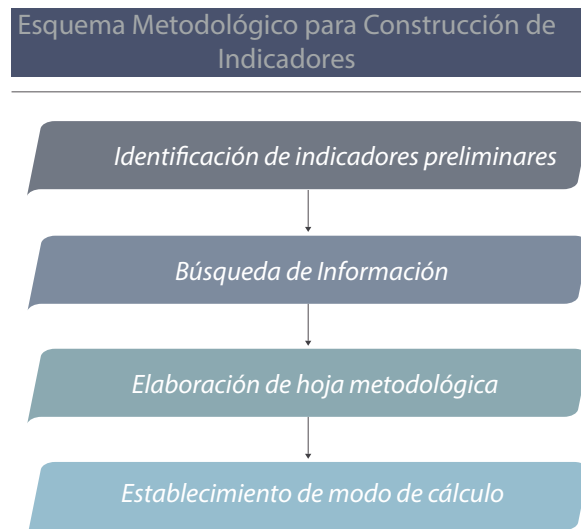 Esquema Metodológico para Construcción de
Indicadores
Identificación de indicadores preliminares
Búsqueda de Información
Elaboración de hoja metodológica
Establecimiento de modo de cálculo